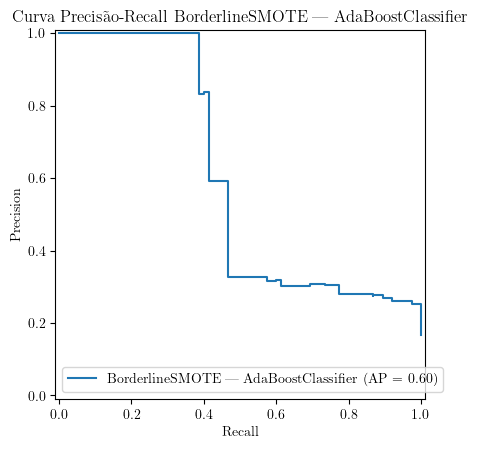 Curva Precisão-Recall BorderlineSMOTE — AdaBoostClassifier
1.0
0.8
0.6
0.4
0.2
0.0
Precision
BorderlineSMOTE — AdaBoostClassifier (AP = 0.60)
0.0 0.2 0.4 0.6 0.8 1.0
Recall